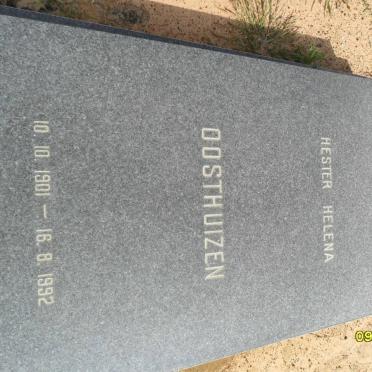 HESTER HELENA
OOSTHUIZEN
10. 10. 1901 — 16. 8. 1992